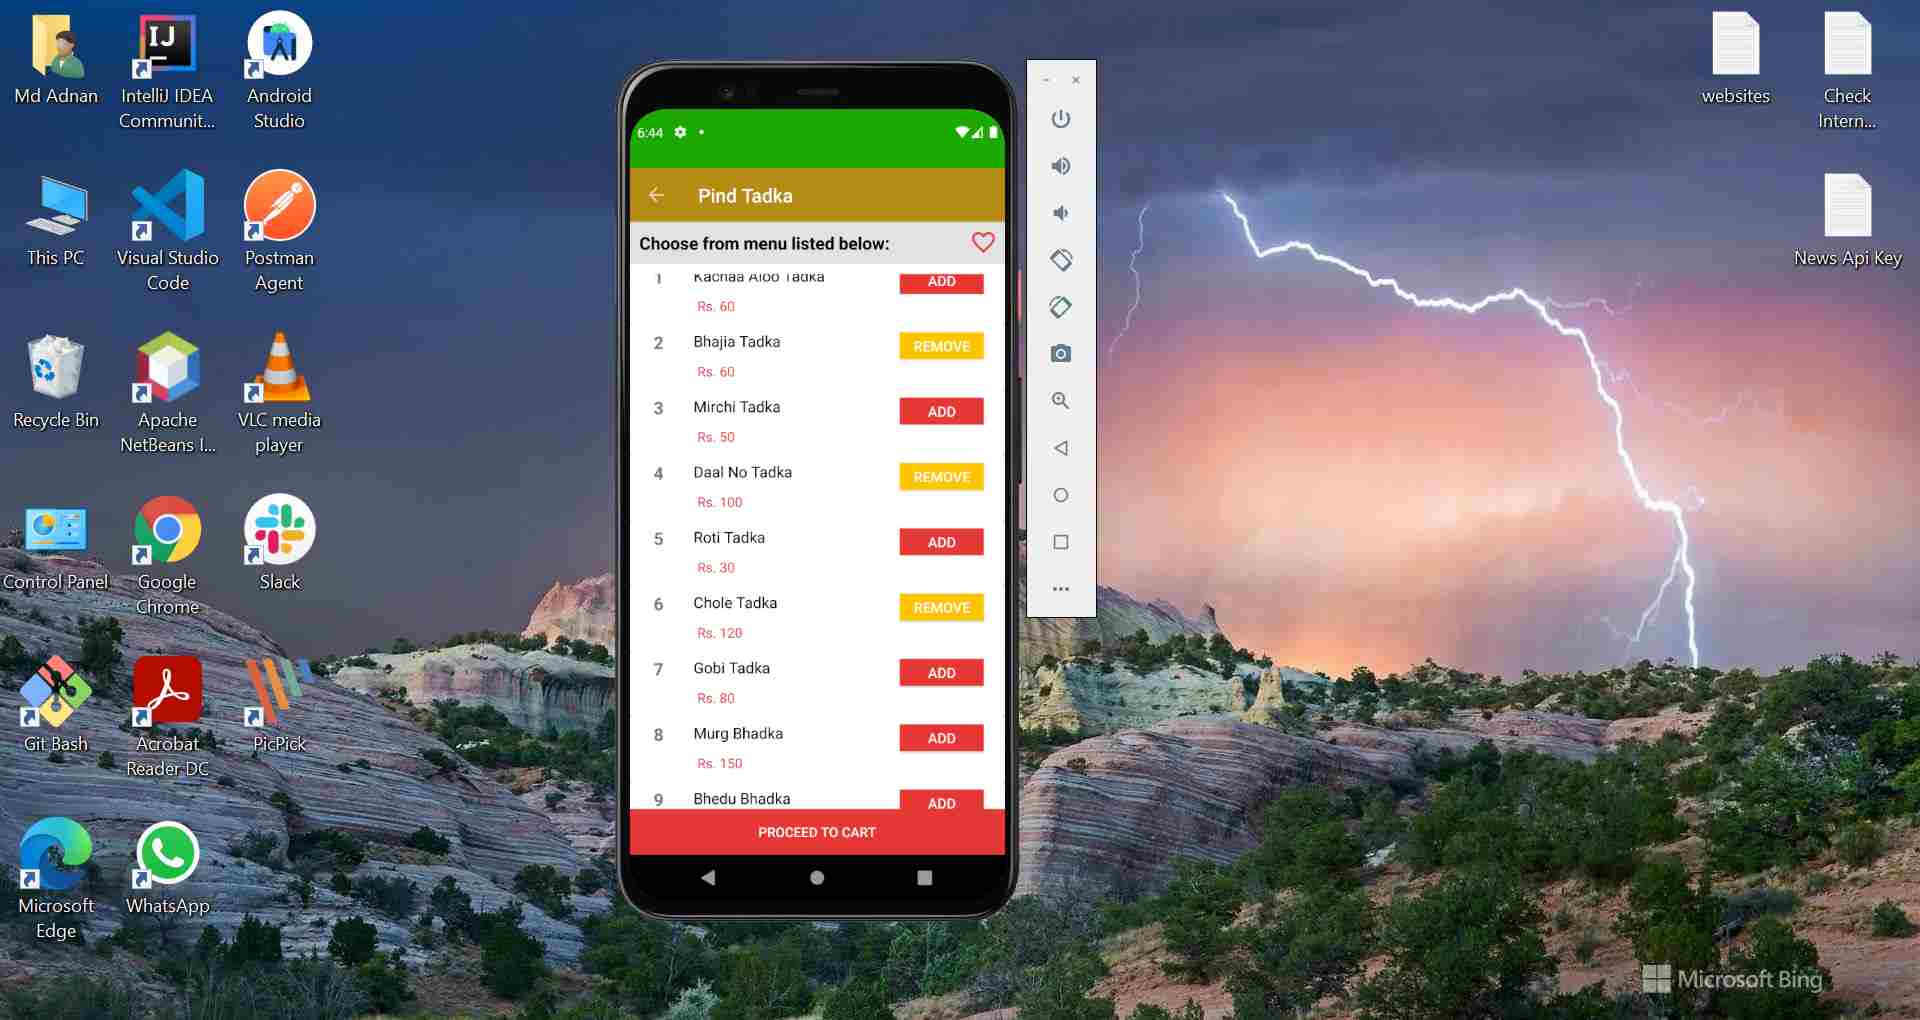 Md Adnan
IntelliJ IDEA
Communit...
Android
Studio
This PC
Visual Studio
Code
Postman
Agent
Recycle Bin
Apache
NetBeans I...
VLC media
player
Control Panel
Google
Chrome
Slack
Git Bash
Acrobat
Reader DC
PicPick
Microsoft
Edge
WhatsApp
IJ
6:44
Pind Tadka
Choose from menu listed below:
1 Kachaa Aloo Tadka ADD
Rs. 60
2 Bhajia Tadka REMOVE
Rs. 60
3 Mirchi Tadka ADD
Rs. 50
4 Daal No Tadka REMOVE
Rs. 100
5 Roti Tadka ADD
Rs. 30
6 Chole Tadka REMOVE
Rs. 120
7 Gobi Tadka ADD
Rs. 80
8 Murg Bhadka ADD
Rs. 150
9 Bhedu Bhadka ADD
PROCEED TO CART
websites
Check
Intern...
News Api Key
Microsoft Bing